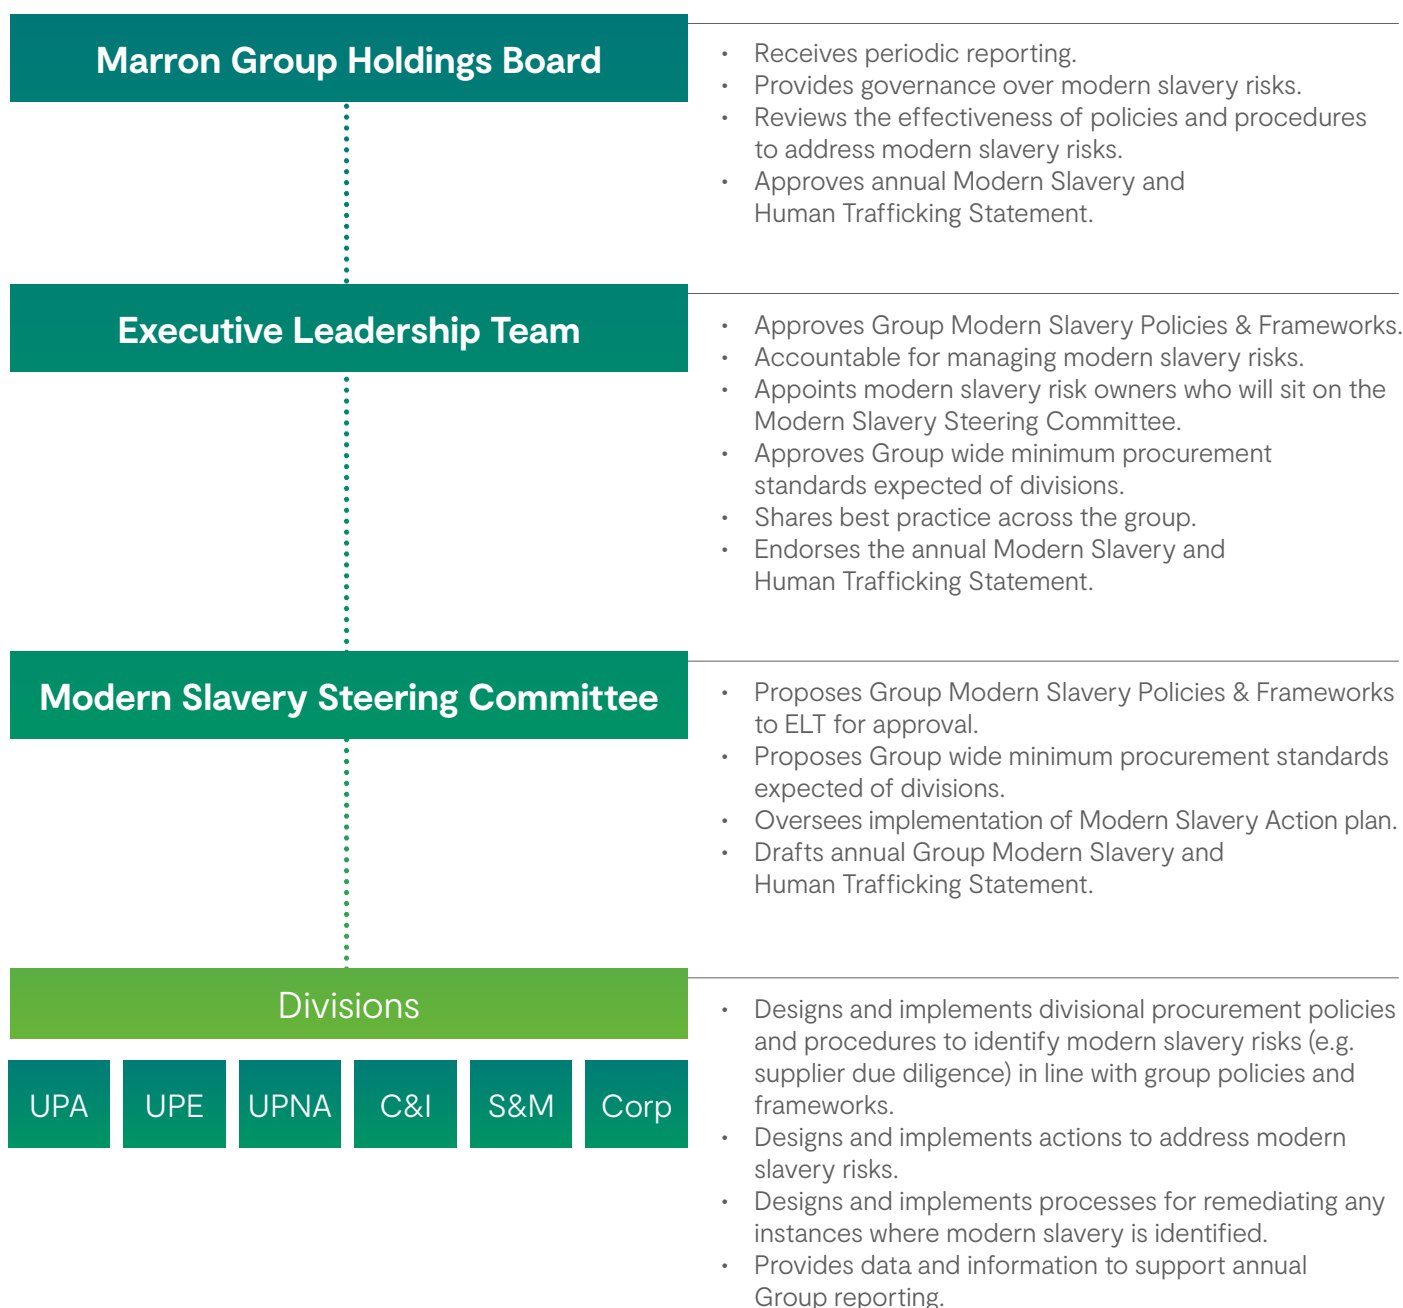 Marron Group Holdings Board
• Receives periodic reporting.
• Provides governance over modern slavery risks.
• Reviews the effectiveness of policies and procedures
to address modern slavery risks.
• Approves annual Modern Slavery and
Human Trafficking Statement.
Executive Leadership Team
• Approves Group Modern Slavery Policies & Frameworks.
• Accountable for managing modern slavery risks.
• Appoints modern slavery risk owners who will sit on the
Modern Slavery Steering Committee.
• Approves Group wide minimum procurement
standards expected of divisions.
• Shares best practice across the group.
• Endorses the annual Modern Slavery and
Human Trafficking Statement.
Modern Slavery Steering Committee
• Proposes Group Modern Slavery Policies & Frameworks
to ELT for approval.
• Proposes Group wide minimum procurement standards
expected of divisions.
• Oversees implementation of Modern Slavery Action plan.
• Drafts annual Group Modern Slavery and
Human Trafficking Statement.
Divisions
UPA UPE UPNA C&I S&M Corp
• Designs and implements divisional procurement policies
and procedures to identify modern slavery risks (e.g.
supplier due diligence) in line with group policies and
frameworks.
• Designs and implements actions to address modern
slavery risks.
• Designs and implements processes for remediating any
instances where modern slavery is identified.
• Provides data and information to support annual
Group reporting.